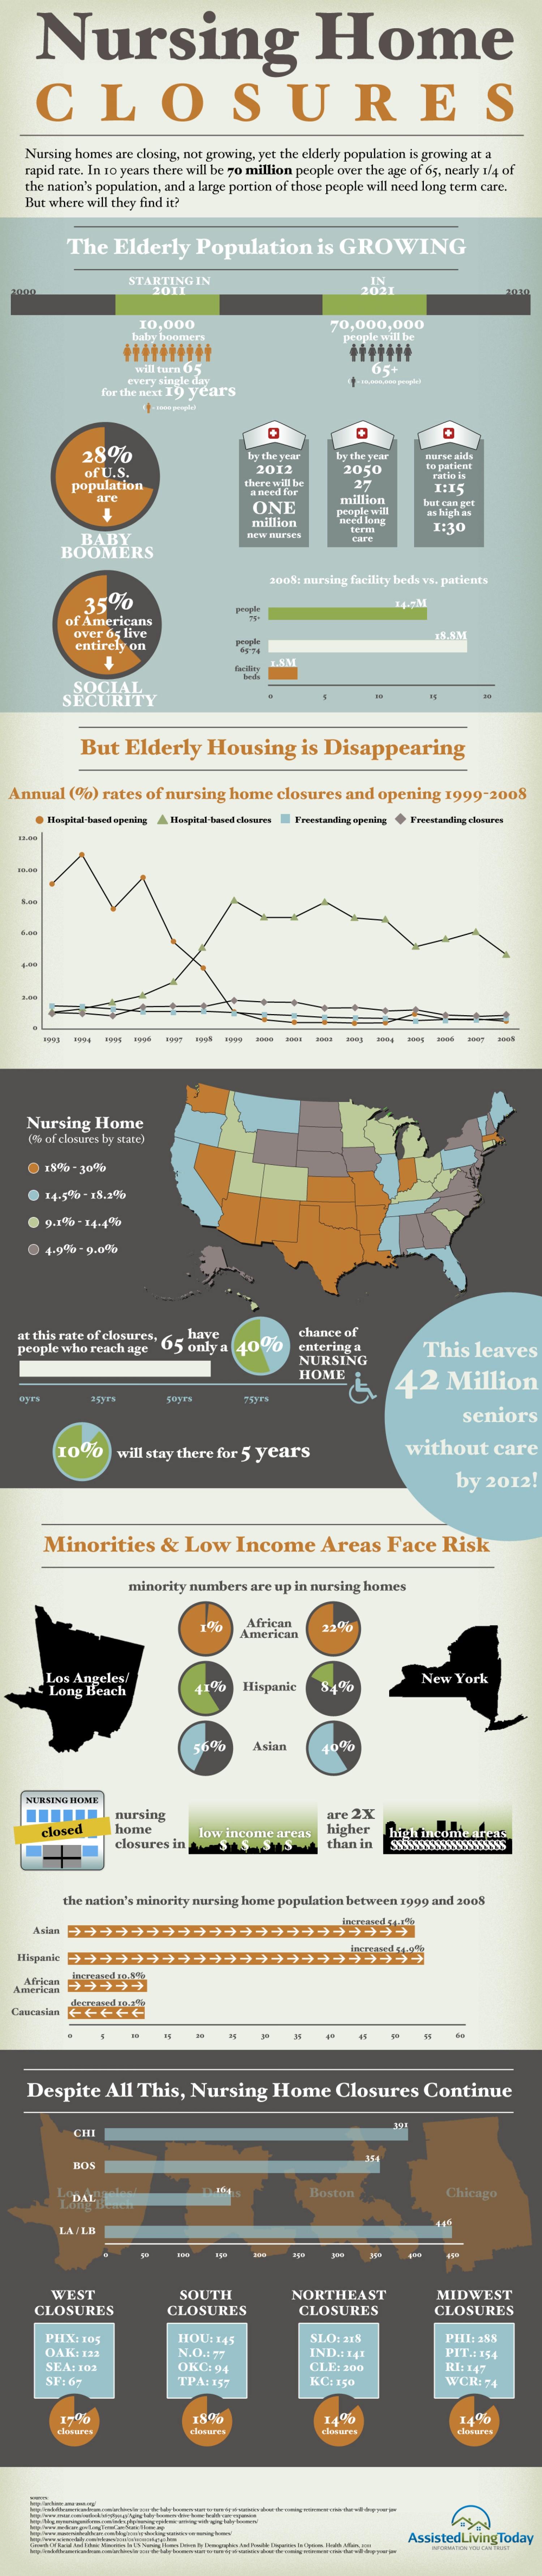 Nursing Home
CLOSURES
Nursing homes are closing, not growing, yet the elderly population is growing at a
rapid rate. In 10 years there will be 70 million people over the age of 65, nearly 1/4 of
the nation's population, and a large portion of those people will need long term care.
But where will they find it?
The Elderly Population is GROWING
2000
STARTING IN
2011
IN
2021
2030
10,000
baby boomers
will turn 65
every single day
for the next 19 years
( = 1000 people)
70,000,000
people will be
65+
( = 10,000,000 people)
28%
of U.S.
population
are
BABY
BOOMERS
by the year
2012
there will be
a need for
ONE
million
new nurses
by the year
2050
27
million
people will
need long
term
care
nurse aids
to patient
ratio is
1:15
but can get
as high as
1:30
35%
of Americans
over 65 live
entirely on
SOCIAL
SECURITY
2008: nursing facility beds vs. patients
people
75+
14.7M
people
65-74
18.8M
facility
beds
1.8M
0 5 10 15 20
But Elderly Housing is Disappearing
Annual (%) rates of nursing home closures and opening 1999-2008
Hospital-based opening Hospital-based closures Freestanding opening Freestanding closures
12.00
10.00
8.00
6.00
4.00
2.00
0
1993 1994 1995 1996 1997 1998 1999 2000 2001 2002 2003 2004 2005 2006 2007 2008
Nursing Home
(% of closures by state)
18% - 30%
14.5% - 18.2%
9.1% - 14.4%
4.9% - 9.0%
at this rate of closures,
people who reach age 65 have
only a 40% chance of
entering a
NURSING
HOME
0yrs 25yrs 50yrs 75yrs
10% will stay there for 5 years
This leaves
42 Million
seniors
without care
by 2012!
Minorities & Low Income Areas Face Risk
minority numbers are up in nursing homes
Los Angeles/
Long Beach
1% African
American 22%
41% Hispanic 84%
56% Asian 40%
New York
NURSING HOME
closed
nursing
home
closures in
low income areas
$ $ $ $
are 2X
higher
than in
high income areas
the nation's minority nursing home population between 1999 and 2008
Asian
increased 54.1%
Hispanic
increased 54.9%
African
American
increased 10.8%
Caucasian
decreased 10.2%
0 5 10 15 20 25 30 35 40 45 50 55 60
Despite All This, Nursing Home Closures Continue
CHI 391
BOS 354
DAL 164
LA / LB 446
Los Angeles/
Long Beach
Boston
Chicago
0 50 100 150 200 250 300 350 400 450
WEST
CLOSURES
PHX: 105
OAK: 122
SEA: 102
SF: 67
17%
closures
SOUTH
CLOSURES
HOU: 145
N.O.: 77
OKC: 94
TPA: 157
18%
closures
NORTHEAST
CLOSURES
SLO: 218
IND.: 141
CLE: 200
KC: 150
14%
closures
MIDWEST
CLOSURES
PHI: 288
PIT.: 154
RI: 147
WCR: 74
14%
closures
sources:
AssistedLivingToday
INFORMATION YOU CAN TRUST